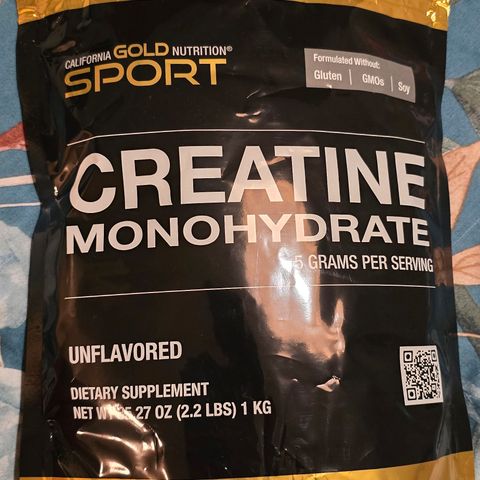 CALIFORNIA GOLD NUTRITION®
SPORT
Formulated Without:
Gluten | GMOs | Soy
CREATINE
MONOHYDRATE
5 GRAMS PER SERVING
UNFLAVORED
DIETARY SUPPLEMENT
NET 27 OZ (2.2 LBS) 1 KG